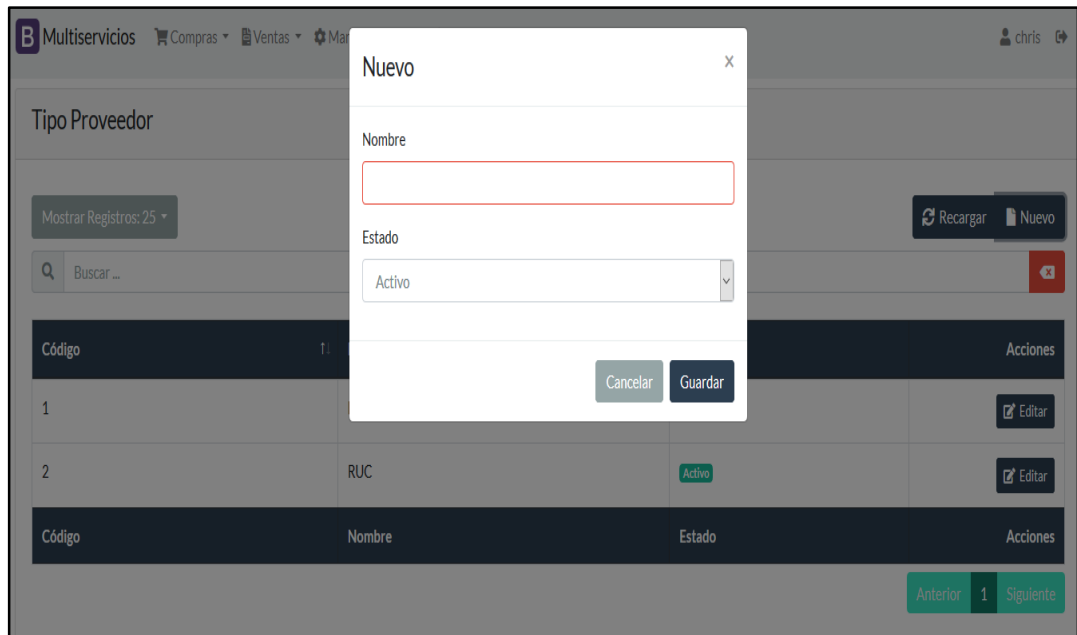 B Multiservicios Compras Ventas Mar chris
Nuevo x
Tipo Proveedor
Nombre
Mostrar Registros: 25
Recargar Nuevo
Estado
Buscar ...
Activo
Código Acciones
Cancelar Guardar
1 Editar
2 RUC Activo Editar
Código Nombre Estado Acciones
Anterior 1 Siguiente